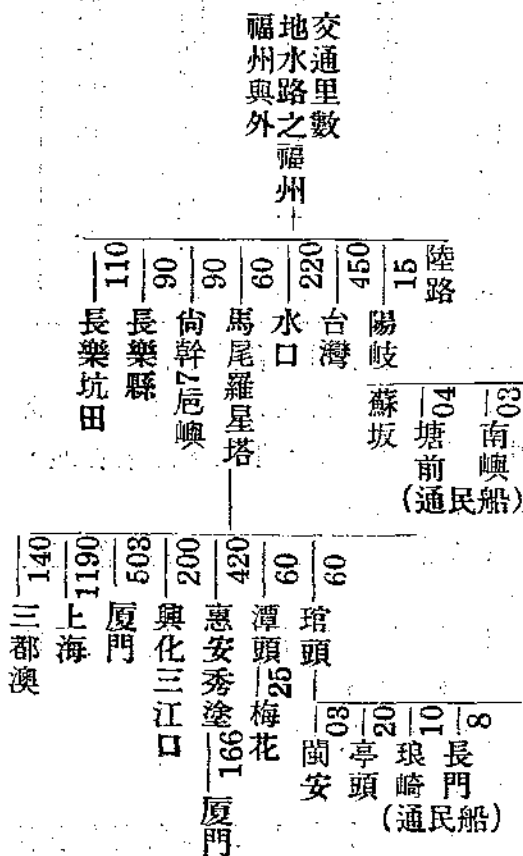 交通里數
地水路之福州
福州與外
陸路
15 陽岐
450 台灣
220 水口
60 馬尾羅星塔
90 尙幹7巵嶼
90 長樂縣
110 長樂坑田
03 南嶼
04 塘前
蘇坂
(通民船)
60 琯頭
60 潭頭 25 梅花
420 惠安秀塗 166 厦門
200 興化三江口
503 厦門
1190 上海
140 三都澳
8 長門
10 琅崎
20 亭頭
03 閩安
(通民船)